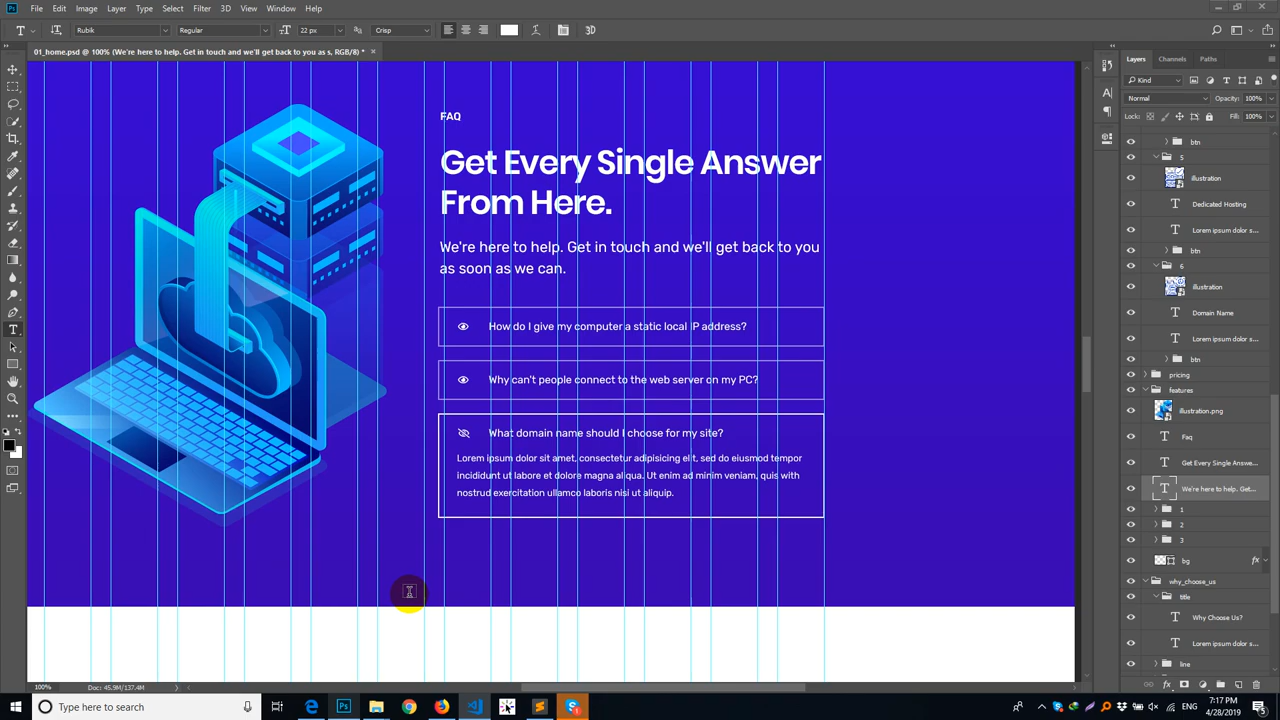 Ps File Edit Image Layer Type Select Filter 3D View Window Help
Rubik Regular 22 px Crisp 3D
01_home.psd @ 100% (We're here to help. Get in touch and we'll get back to you as s, RGB/8) *
FAQ
Get Every Single Answer
From Here.
We're here to help. Get in touch and we'll get back to you
as soon as we can.
How do I give my computer a static local IP address?
Why can't people connect to the web server on my PC?
What domain name should I choose for my site?
Lorem ipsum dolor sit amet, consectetur adipisicing elit, sed do eiusmod tempor
incididunt ut labore et dolore magna aliqua. Ut enim ad minim veniam, quis with
nostrud exercitation ullamco laboris nisi ut aliquip.
Layers Channels Paths
Kind
Normal Opacity: 100%
Lock: Fill: 100%
btn
5
illustration
Dedicated Hosting
Lorem ipsum dolor s...
btn
6
illustration
Domain Name
Lorem ipsum dolor s...
btn
pricing
features
illustration.png
Faq
Get Every Single Answe...
We're here to help. Get...
1
2
3
bg fx
why_choose_us
title
Why Choose Us?
Lorem ipsum dolor s...
line
100% Doc: 45.9M/137.4M
Type here to search
ENG
7:17 PM
4/28/2019